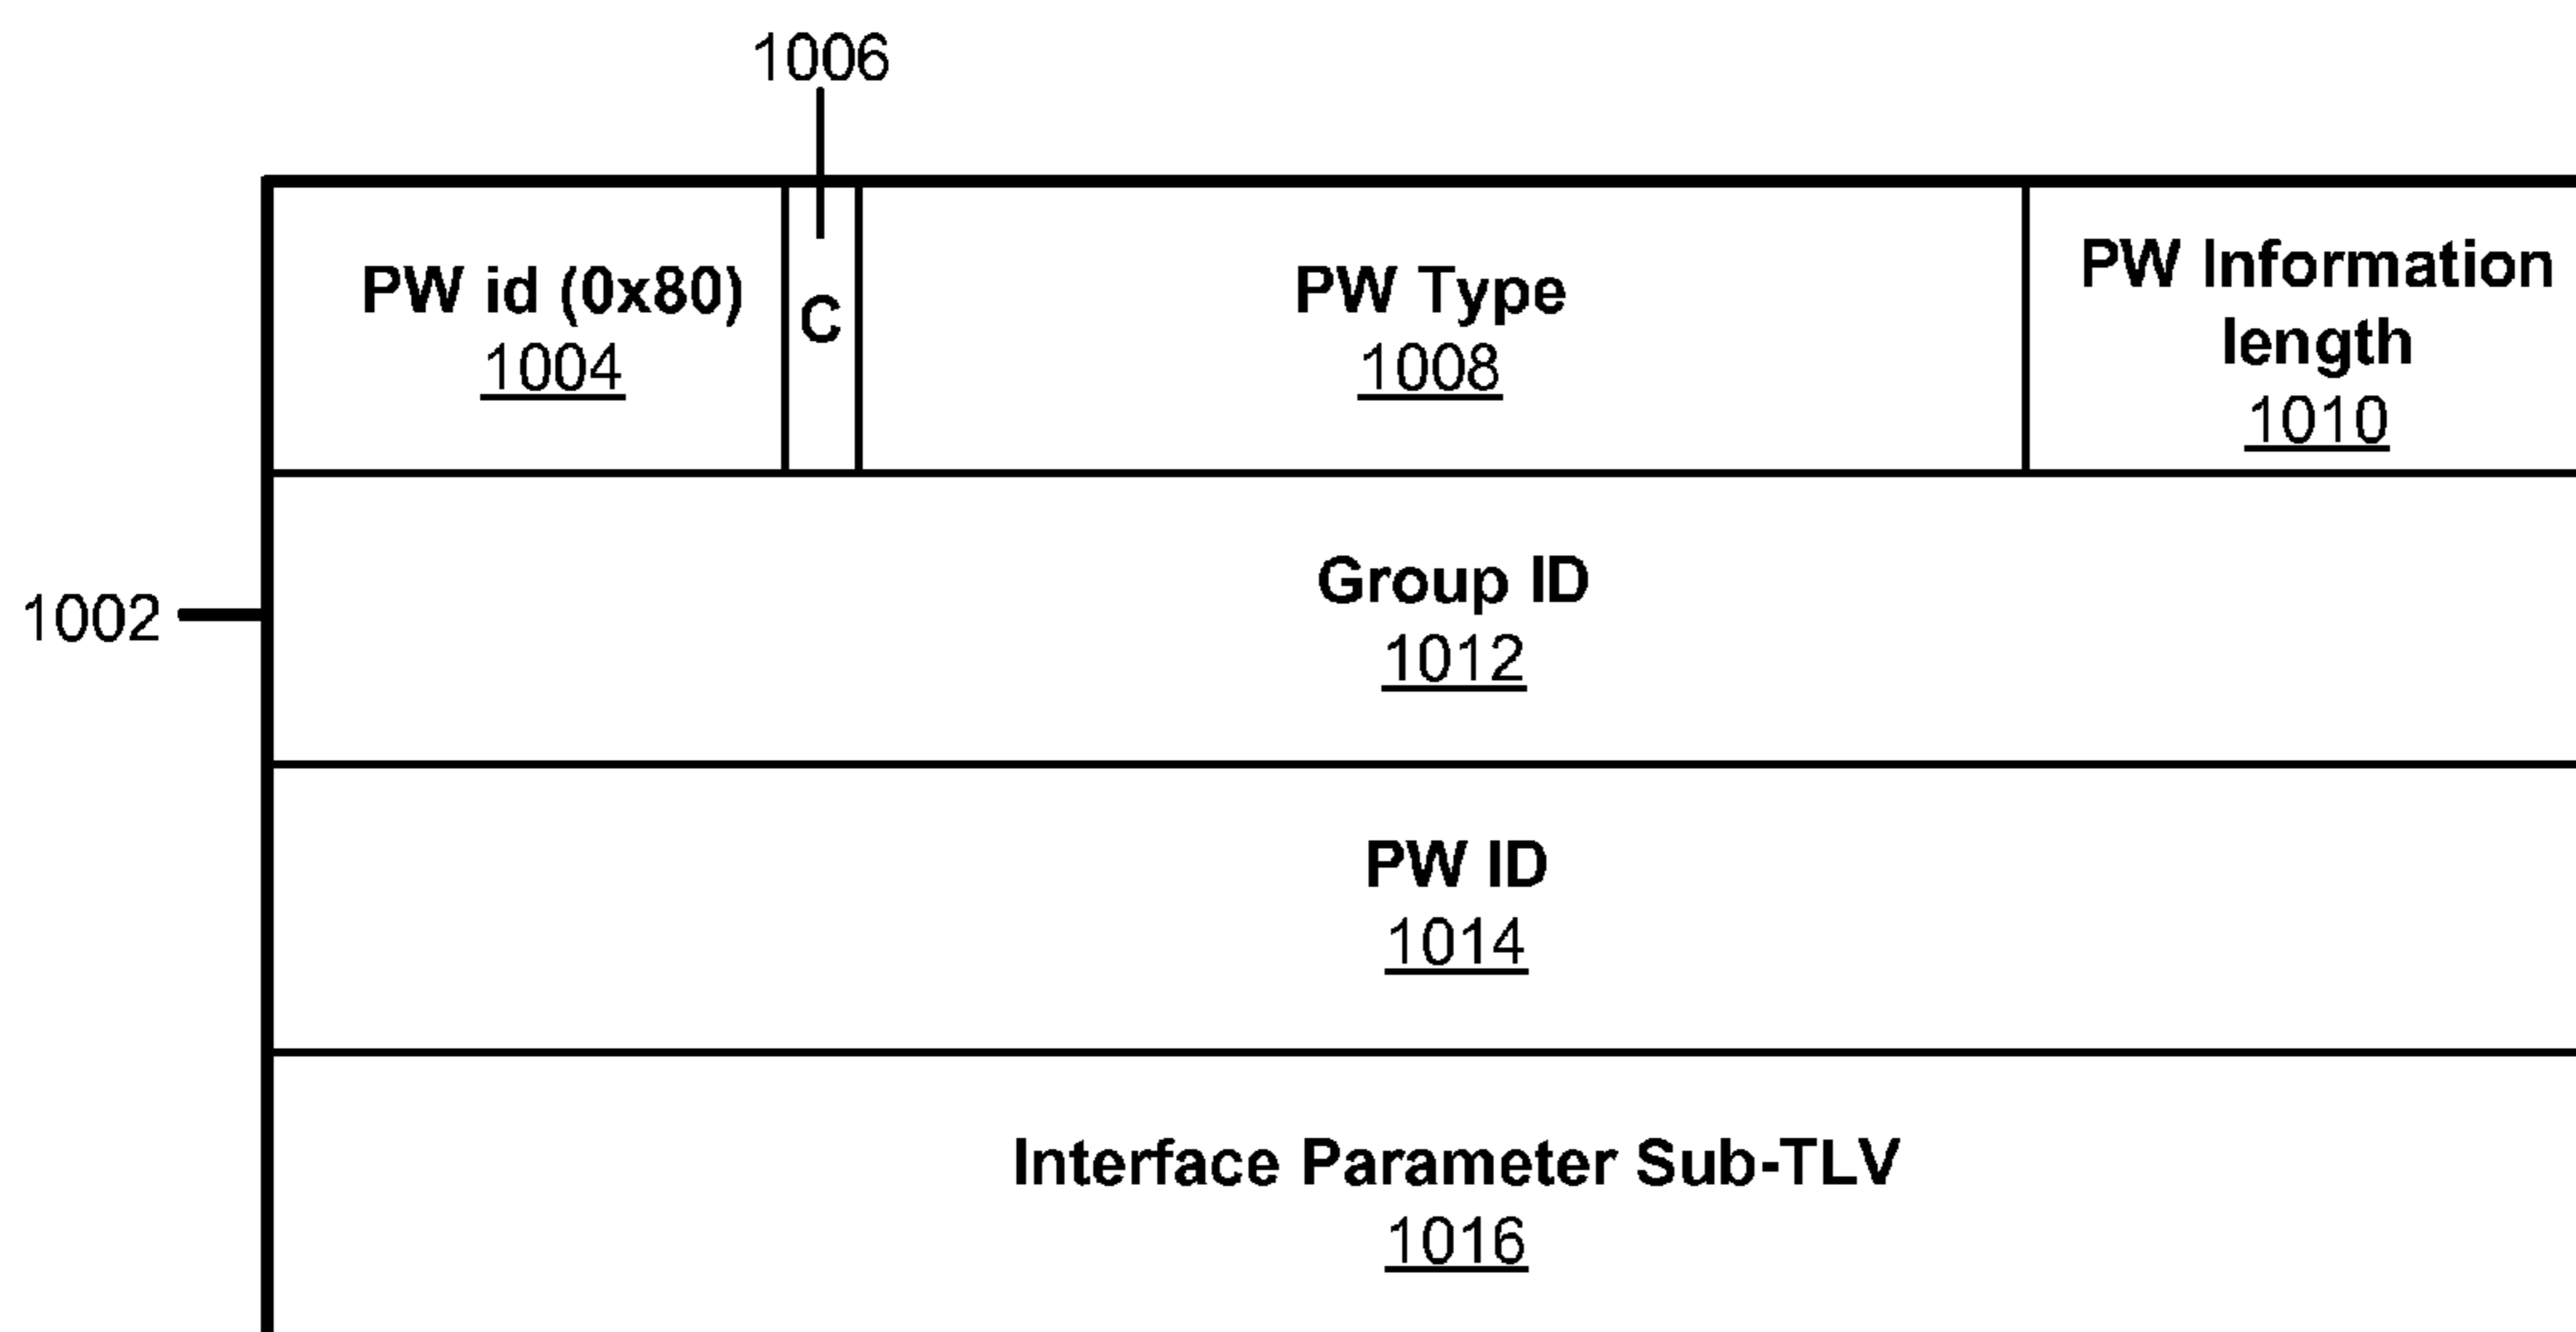 1006
PW id (0x80)
1004
C
PW Type
1008
PW Information
length
1010
Group ID
1012
1002
PW ID
1014
Interface Parameter Sub-TLV
1016